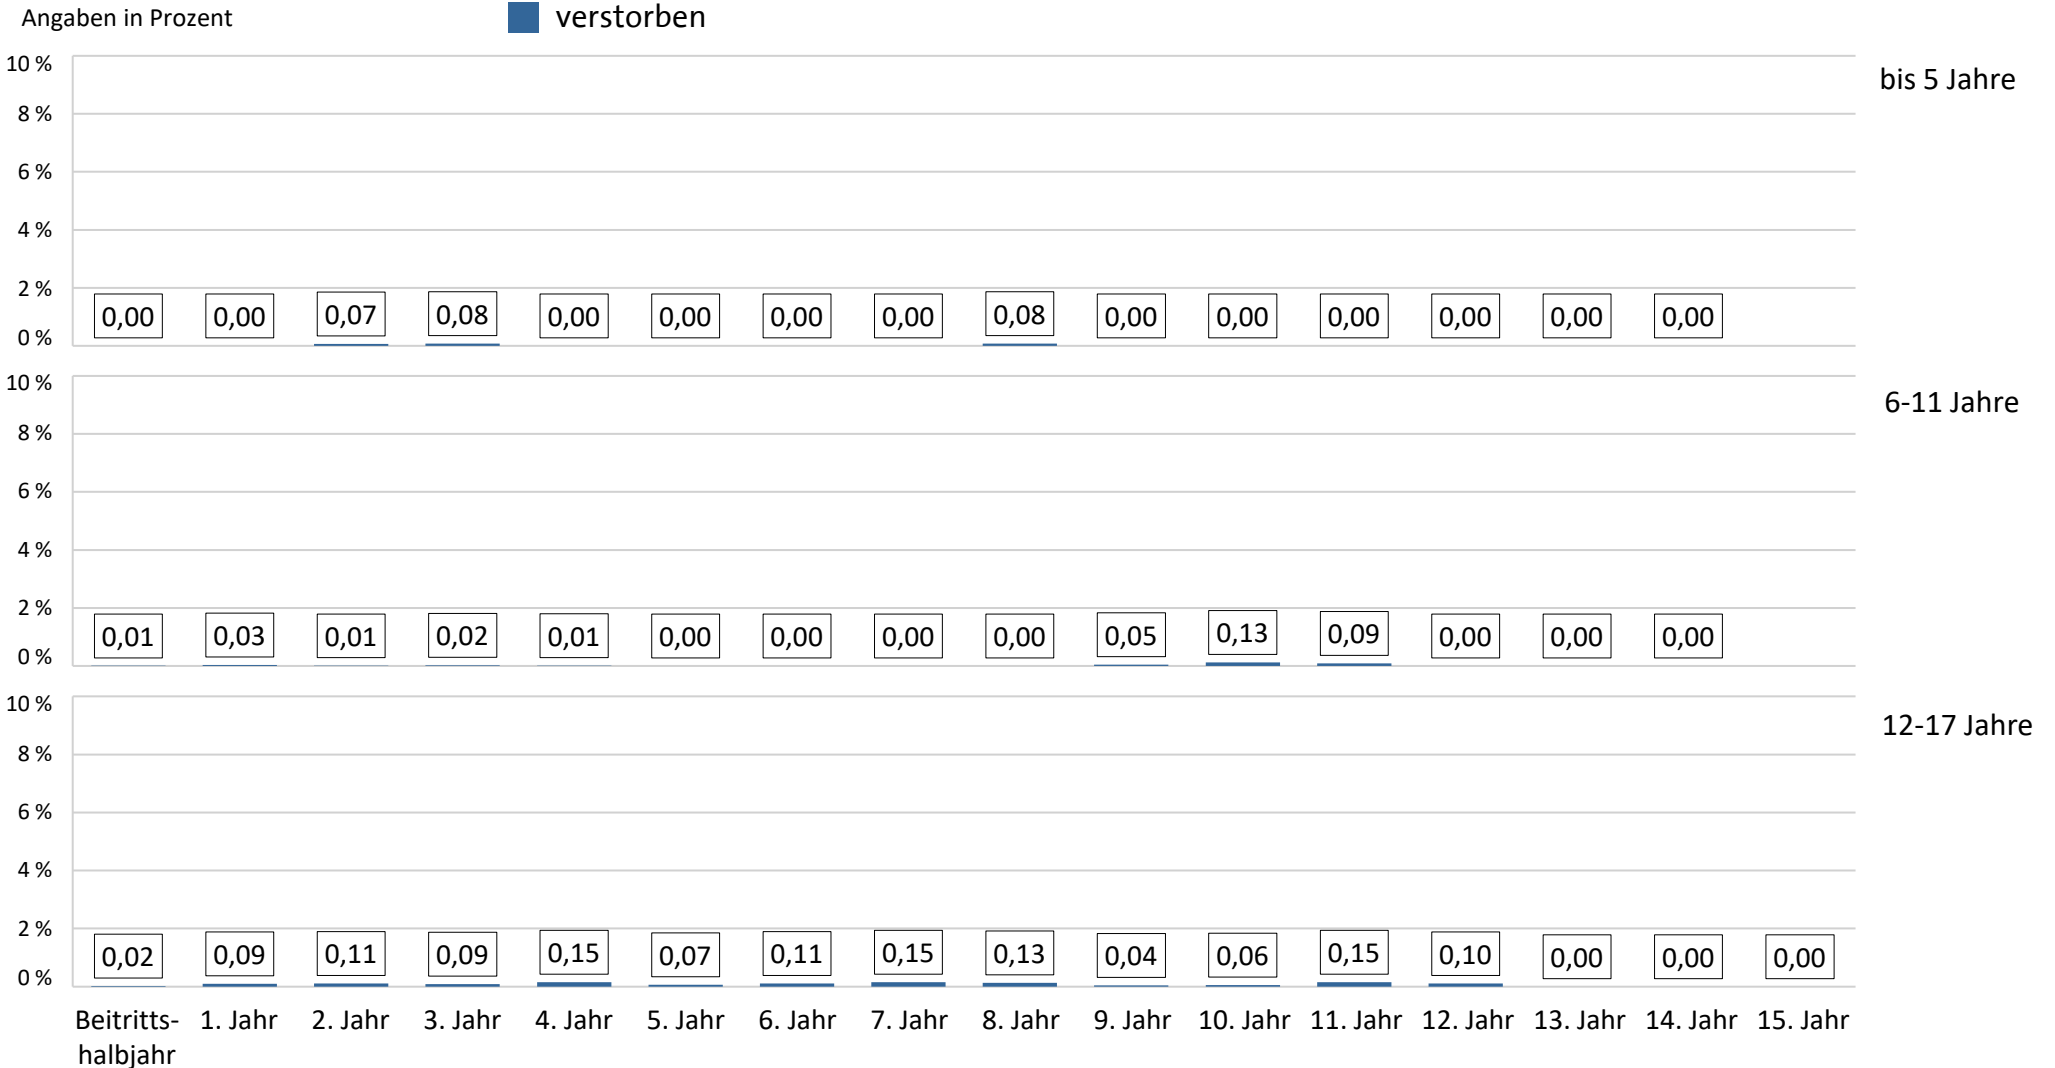 Angaben in Prozent verstorben
10 % bis 5 Jahre
8 %
6 %
4 %
2 %
0,00 0,00 0,07 0,08 0,00 0,00 0,00 0,00 0,08 0,00 0,00 0,00 0,00 0,00 0,00
0 %
10 % 6-11 Jahre
8 %
6 %
4 %
2 %
0,01 0,03 0,01 0,02 0,01 0,00 0,00 0,00 0,00 0,05 0,13 0,09 0,00 0,00 0,00
0 %
10 % 12-17 Jahre
8 %
6 %
4 %
2 %
0,02 0,09 0,11 0,09 0,15 0,07 0,11 0,15 0,13 0,04 0,06 0,15 0,10 0,00 0,00 0,00
0 %
Beitritts- 1. Jahr 2. Jahr 3. Jahr 4. Jahr 5. Jahr 6. Jahr 7. Jahr 8. Jahr 9. Jahr 10. Jahr 11. Jahr 12. Jahr 13. Jahr 14. Jahr 15. Jahr
halbjahr